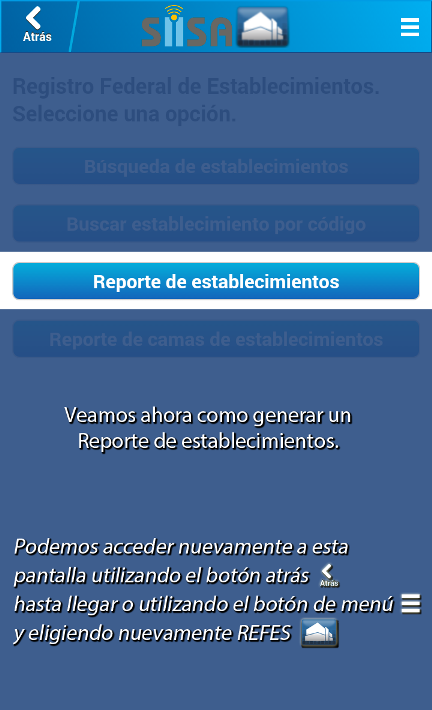 Atrás
SIISA
Registro Federal de Establecimientos.
Seleccione una opción.
Búsqueda de establecimientos
Buscar establecimiento por código
Reporte de establecimientos
Reporte de camas de establecimientos
Veamos ahora como generar un
Reporte de establecimientos.
Podemos acceder nuevamente a esta
pantalla utilizando el botón atrás Atrás
hasta llegar o utilizando el botón de menú
y eligiendo nuevamente REFES